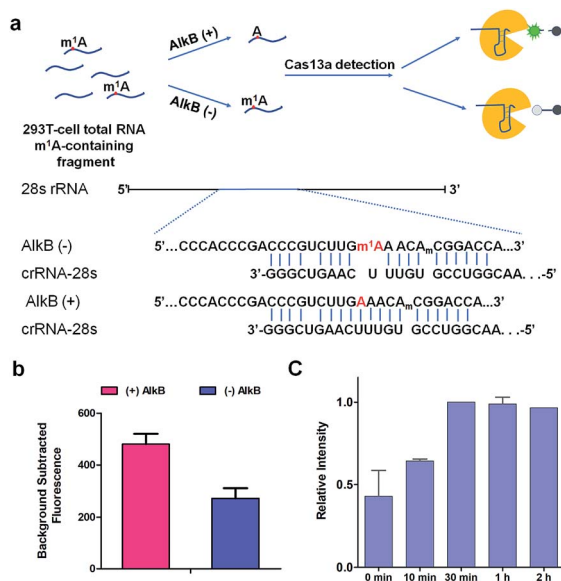 a
m¹A
m¹A
AlkB (+)
AlkB (-)
A
m¹A
Cas13a detection
293T-cell total RNA
m¹A-containing
fragment
28s rRNA 5' 3'
AlkB (-) 5'...CCCACCCGACCCGUCUUGm¹AA ACAmCGGACCA...3'
crRNA-28s 3'-GGGCUGAAC U UUGU GCCUGGCAA. . .-5'
AlkB (+) 5'...CCCACCCGACCCGUCUUGAAACAmCGGACCA...3'
crRNA-28s 3'-GGGCUGAACUUUGU GCCUGGCAA. . .-5'
b
(+) AlkB (-) AlkB
Background Subtracted
Fluorescence
600
400
200
0
C
Relative Intensity
1.0
0.5
0.0
0 min 10 min 30 min 1 h 2 h